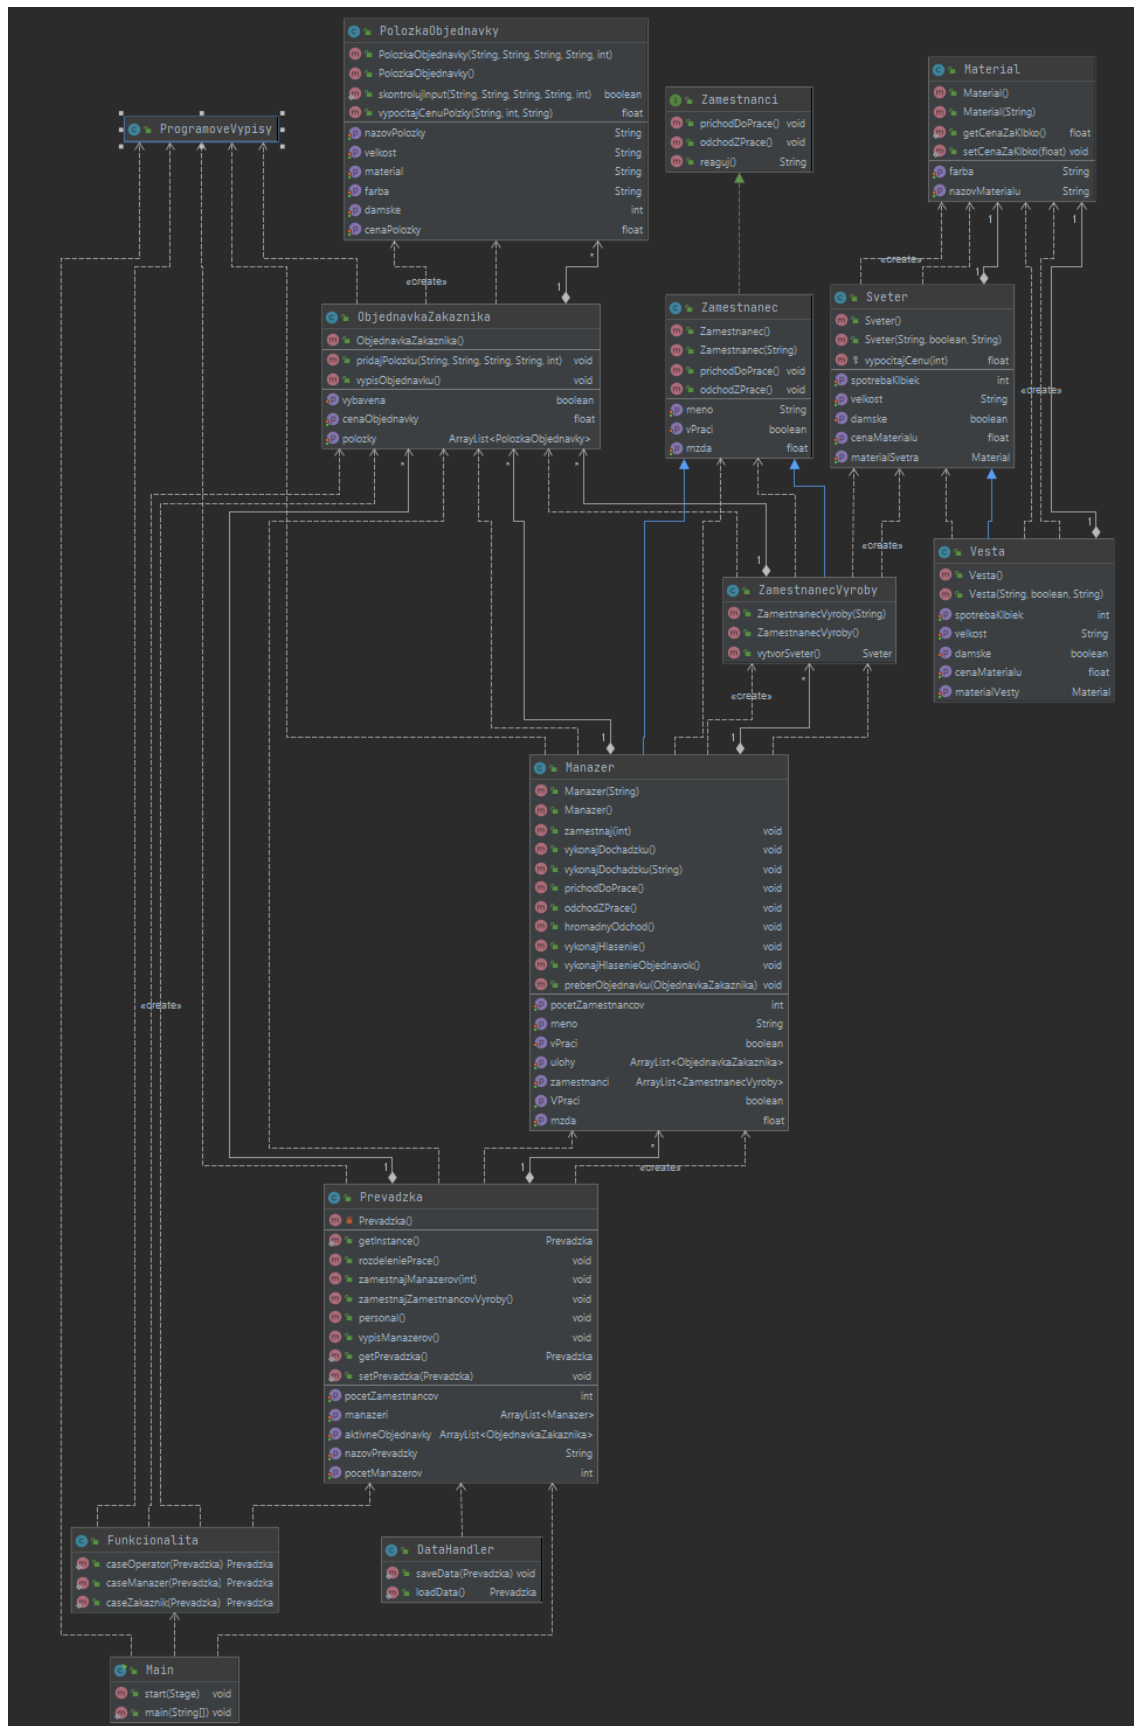 PolozkaObjednavky
PolozkaObjednavky(String, String, String, String, int)
PolozkaObjednavky()
skontrolujInput(String, String, String, String, int) boolean
vypocitajCenuPolzky(String, int, String) float
nazovPolozky String
velkost String
material String
farba String
damske int
cenaPolozky float
Zamestnanci
prichodDoPrace() void
odchodZPrace() void
reaguj() String
Material
Material()
Material(String)
getCenaZaKlbko() float
setCenaZaKlbko(float) void
farba String
nazovMaterialu String
ProgramoveVypisy
1
1
*
«create»
«create»
1
1
ObjednavkaZakaznika
ObjednavkaZakaznika()
pridajPolozku(String, String, String, String, int) void
vypisObjednavku() void
vybavena boolean
cenaObjednavky float
polozky ArrayList<PolozkaObjednavky>
Zamestnanec
Zamestnanec()
Zamestnanec(String)
prichodDoPrace() void
odchodZPrace() void
meno String
vPraci boolean
mzda float
Sveter
Sveter()
Sveter(String, boolean, String)
vypocitajCenu(int) float
spotrebaKlbiek int
velkost String
damske boolean
cenaMaterialu float
materialSvetra Material
«create»
*
*
*
«create»
1
1
Vesta
Vesta()
Vesta(String, boolean, String)
spotrebaKlbiek int
velkost String
damske boolean
cenaMaterialu float
materialVesty Material
ZamestnanecVyroby
ZamestnanecVyroby(String)
ZamestnanecVyroby()
vytvorSveter() Sveter
*
«create»
1
1
Manazer
Manazer(String)
Manazer()
zamestnaj(int) void
vykonajDochadzku() void
vykonajDochadzku(String) void
prichodDoPrace() void
odchodZPrace() void
hromadnyOdchod() void
vykonajHlasenie() void
vykonajHlasenieObjednavok() void
preberObjednavku(ObjednavkaZakaznika) void
pocetZamestnancov int
meno String
vPraci boolean
ulohy ArrayList<ObjednavkaZakaznika>
zamestnanci ArrayList<ZamestnanecVyroby>
VPraci boolean
mzda float
«create»
*
1
1
«create»
Prevadzka
Prevadzka()
getInstance() Prevadzka
rozdeleniePrace() void
zamestnajManazerov(int) void
zamestnajZamestnancovVyroby() void
personal() void
vypisManazerov() void
getPrevadzka() Prevadzka
setPrevadzka(Prevadzka) void
pocetZamestnancov int
manazeri ArrayList<Manazer>
aktivneObjednavky ArrayList<ObjednavkaZakaznika>
nazovPrevadzky String
pocetManazerov int
Funkcionalita
caseOperator(Prevadzka) Prevadzka
caseManazer(Prevadzka) Prevadzka
caseZakaznik(Prevadzka) Prevadzka
DataHandler
saveData(Prevadzka) void
loadData() Prevadzka
Main
start(Stage) void
main(String[]) void